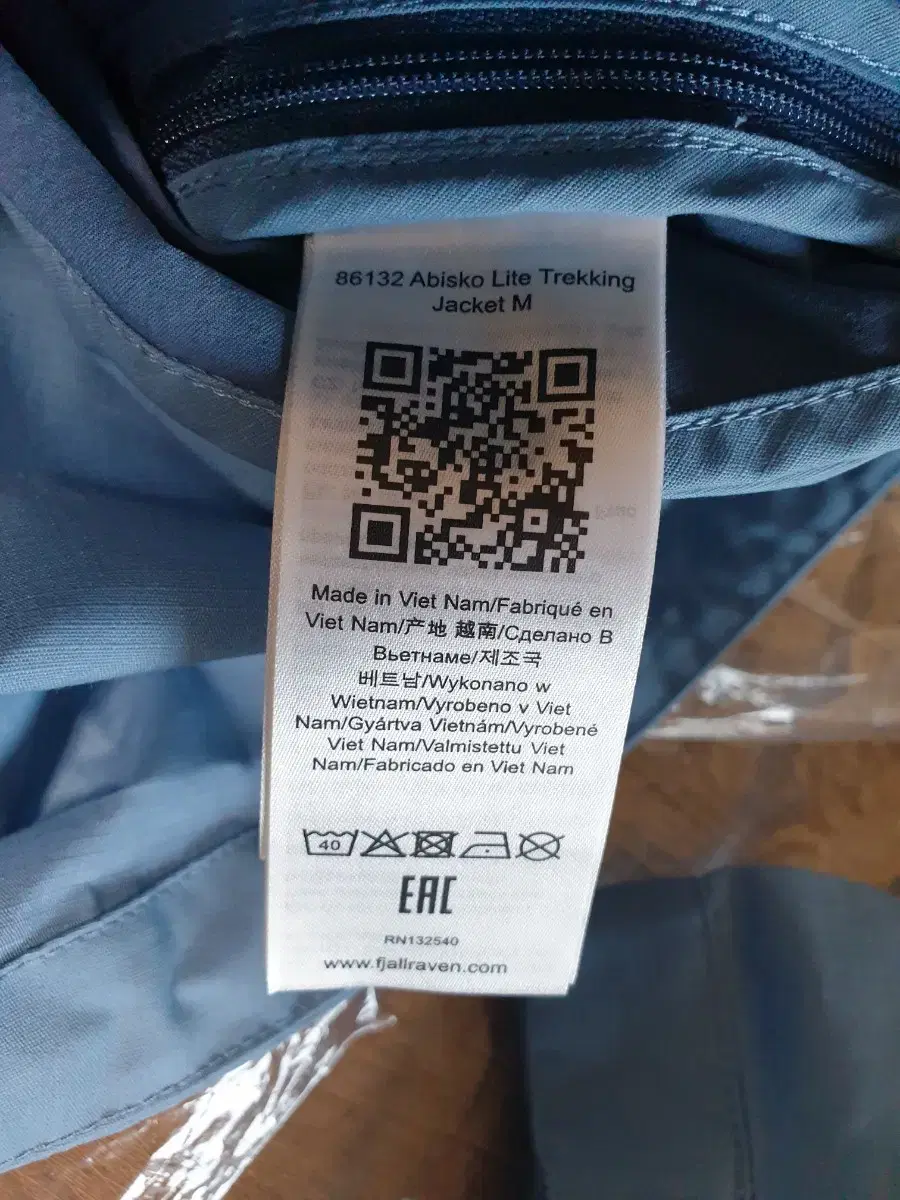 86132 Abisko Lite Trekking
Jacket M
Made in Viet Nam/Fabriqué en
Viet Nam/产地 越南/Сделано В
Вьетнаме/제조국
베트남/Wykonano w
Wietnam/Vyrobeno v Viet
Nam/Gyártva Vietnám/Vyrobené
Viet Nam/Valmistettu Viet
Nam/Fabricado en Viet Nam
40
EAC
RN132540
www.fjallraven.com